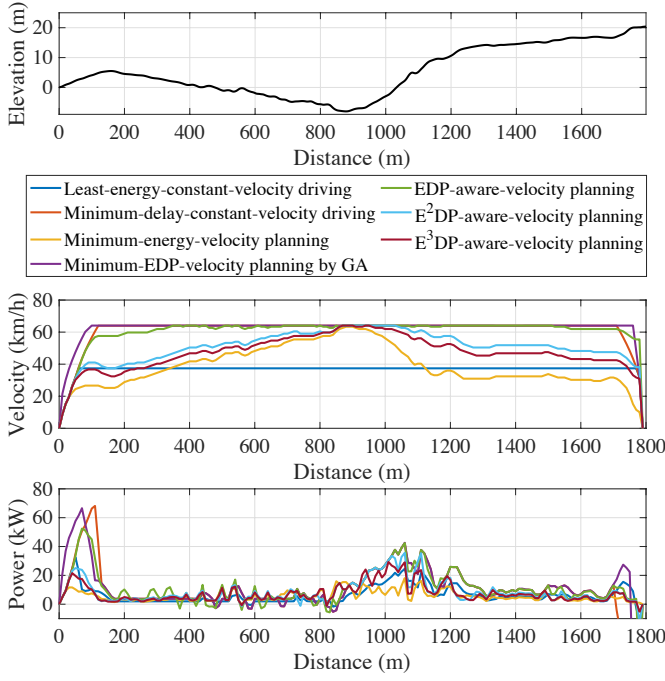 Elevation (m)
20
10
0
0 200 400 600 800 1000 1200 1400 1600
Distance (m)
Least-energy-constant-velocity driving
Minimum-delay-constant-velocity driving
Minimum-energy-velocity planning
Minimum-EDP-velocity planning by GA
EDP-aware-velocity planning
E²DP-aware-velocity planning
E³DP-aware-velocity planning
Velocity (km/h)
80
60
40
20
0
0 200 400 600 800 1000 1200 1400 1600 1800
Distance (m)
Power (kW)
80
60
40
20
0
0 200 400 600 800 1000 1200 1400 1600 1800
Distance (m)